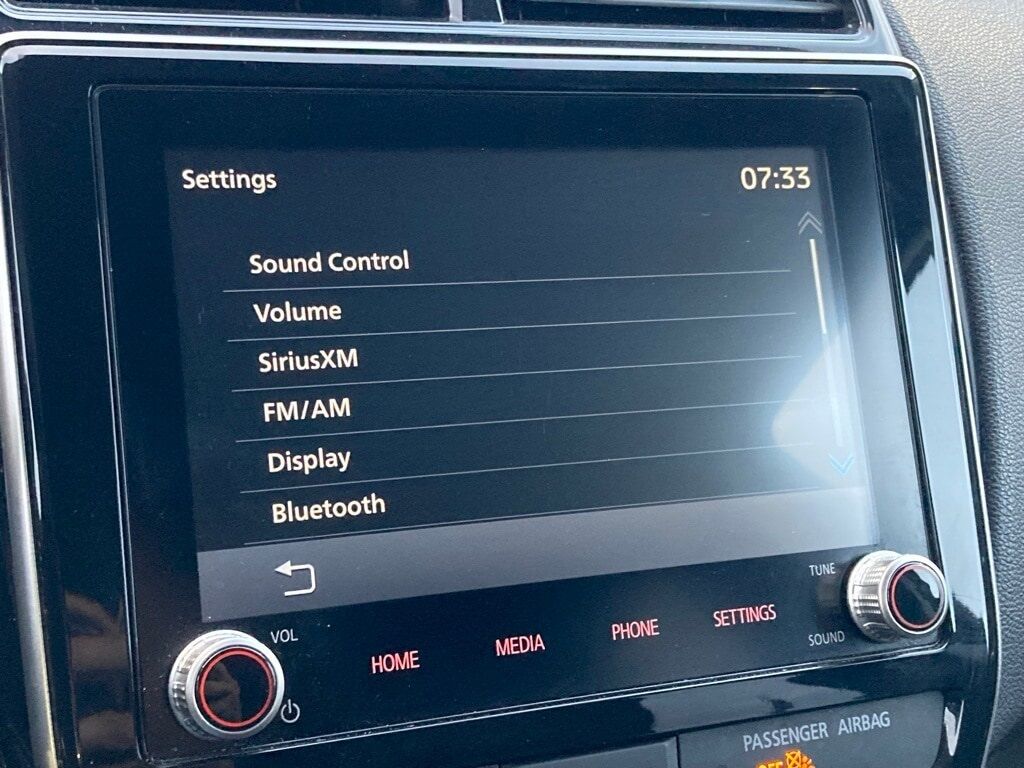 Settings 07:33
Sound Control
Volume
SiriusXM
FM/AM
Display
Bluetooth
TUNE
VOL HOME MEDIA PHONE SETTINGS SOUND
PASSENGER AIRBAG
OFF